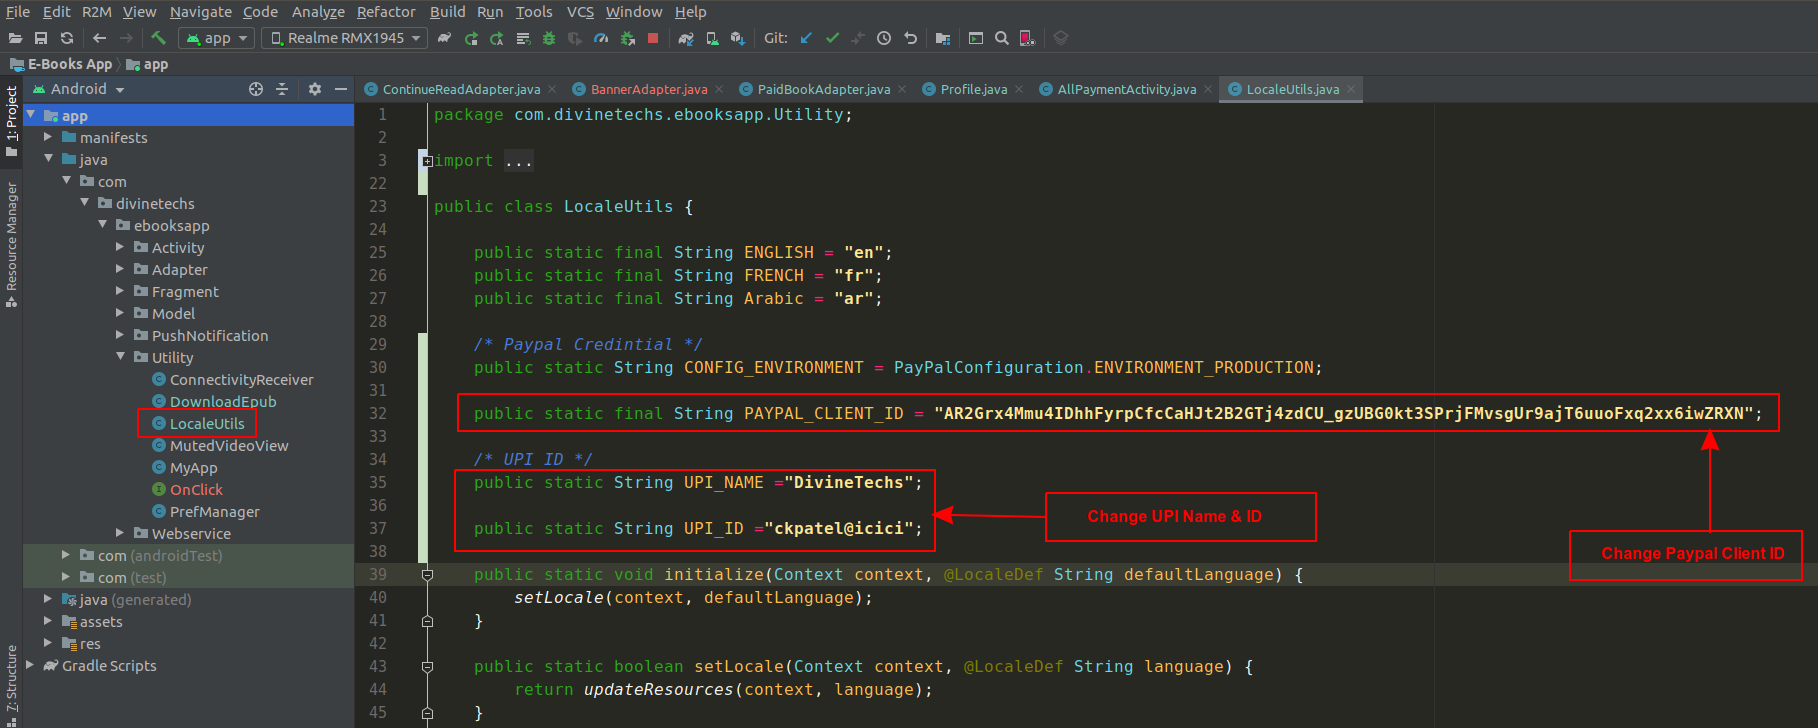 File Edit R2M View Navigate Code Analyze Refactor Build Run Tools VCS Window Help
app Realme RMX1945 Git:
E-Books App app
1: Project
Resource Manager
7: Structure
Android
app
manifests
java
com
divinetechs
ebooksapp
Activity
Adapter
Fragment
Model
PushNotification
Utility
ConnectivityReceiver
DownloadEpub
LocaleUtils
MutedVideoView
MyApp
OnClick
PrefManager
Webservice
com (androidTest)
com (test)
java (generated)
assets
res
Gradle Scripts
ContinueReadAdapter.java BannerAdapter.java PaidBookAdapter.java Profile.java AllPaymentActivity.java LocaleUtils.java
1 package com.divinetechs.ebooksapp.Utility;
2
3 import ...
22
23 public class LocaleUtils {
24
25 public static final String ENGLISH = "en";
26 public static final String FRENCH = "fr";
27 public static final String Arabic = "ar";
28
29 /* Paypal Credintial */
30 public static String CONFIG_ENVIRONMENT = PayPalConfiguration.ENVIRONMENT_PRODUCTION;
31
32 public static final String PAYPAL_CLIENT_ID = "AR2Grx4Mmu4IDhhFyrpCfcCaHJt2B2GTj4zdCU_gzUBG0kt3SPrjFMvsgUr9ajT6uuoFxq2xx6iwZRXN";
33
34 /* UPI ID */
35 public static String UPI_NAME ="DivineTechs";
36
37 public static String UPI_ID ="ckpatel@icici";
38
Change UPI Name & ID
Change Paypal Client ID
39 public static void initialize(Context context, @LocaleDef String defaultLanguage) {
40 setLocale(context, defaultLanguage);
41 }
42
43 public static boolean setLocale(Context context, @LocaleDef String language) {
44 return updateResources(context, language);
45 }